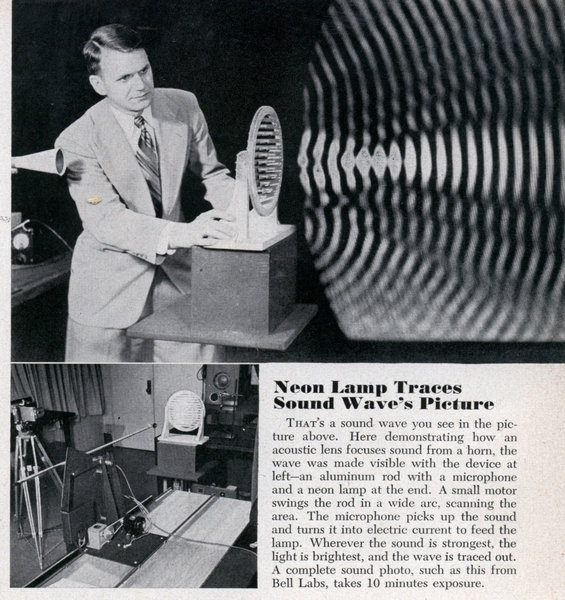 Neon Lamp Traces
Sound Wave's Picture
THAT'S a sound wave you see in the pic-
ture above. Here demonstrating how an
acoustic lens focuses sound from a horn, the
wave was made visible with the device at
left—an aluminum rod with a microphone
and a neon lamp at the end. A small motor
swings the rod in a wide arc, scanning the
area. The microphone picks up the sound
and turns it into electric current to feed the
lamp. Wherever the sound is strongest, the
light is brightest, and the wave is traced out.
A complete sound photo, such as this from
Bell Labs, takes 10 minutes exposure.